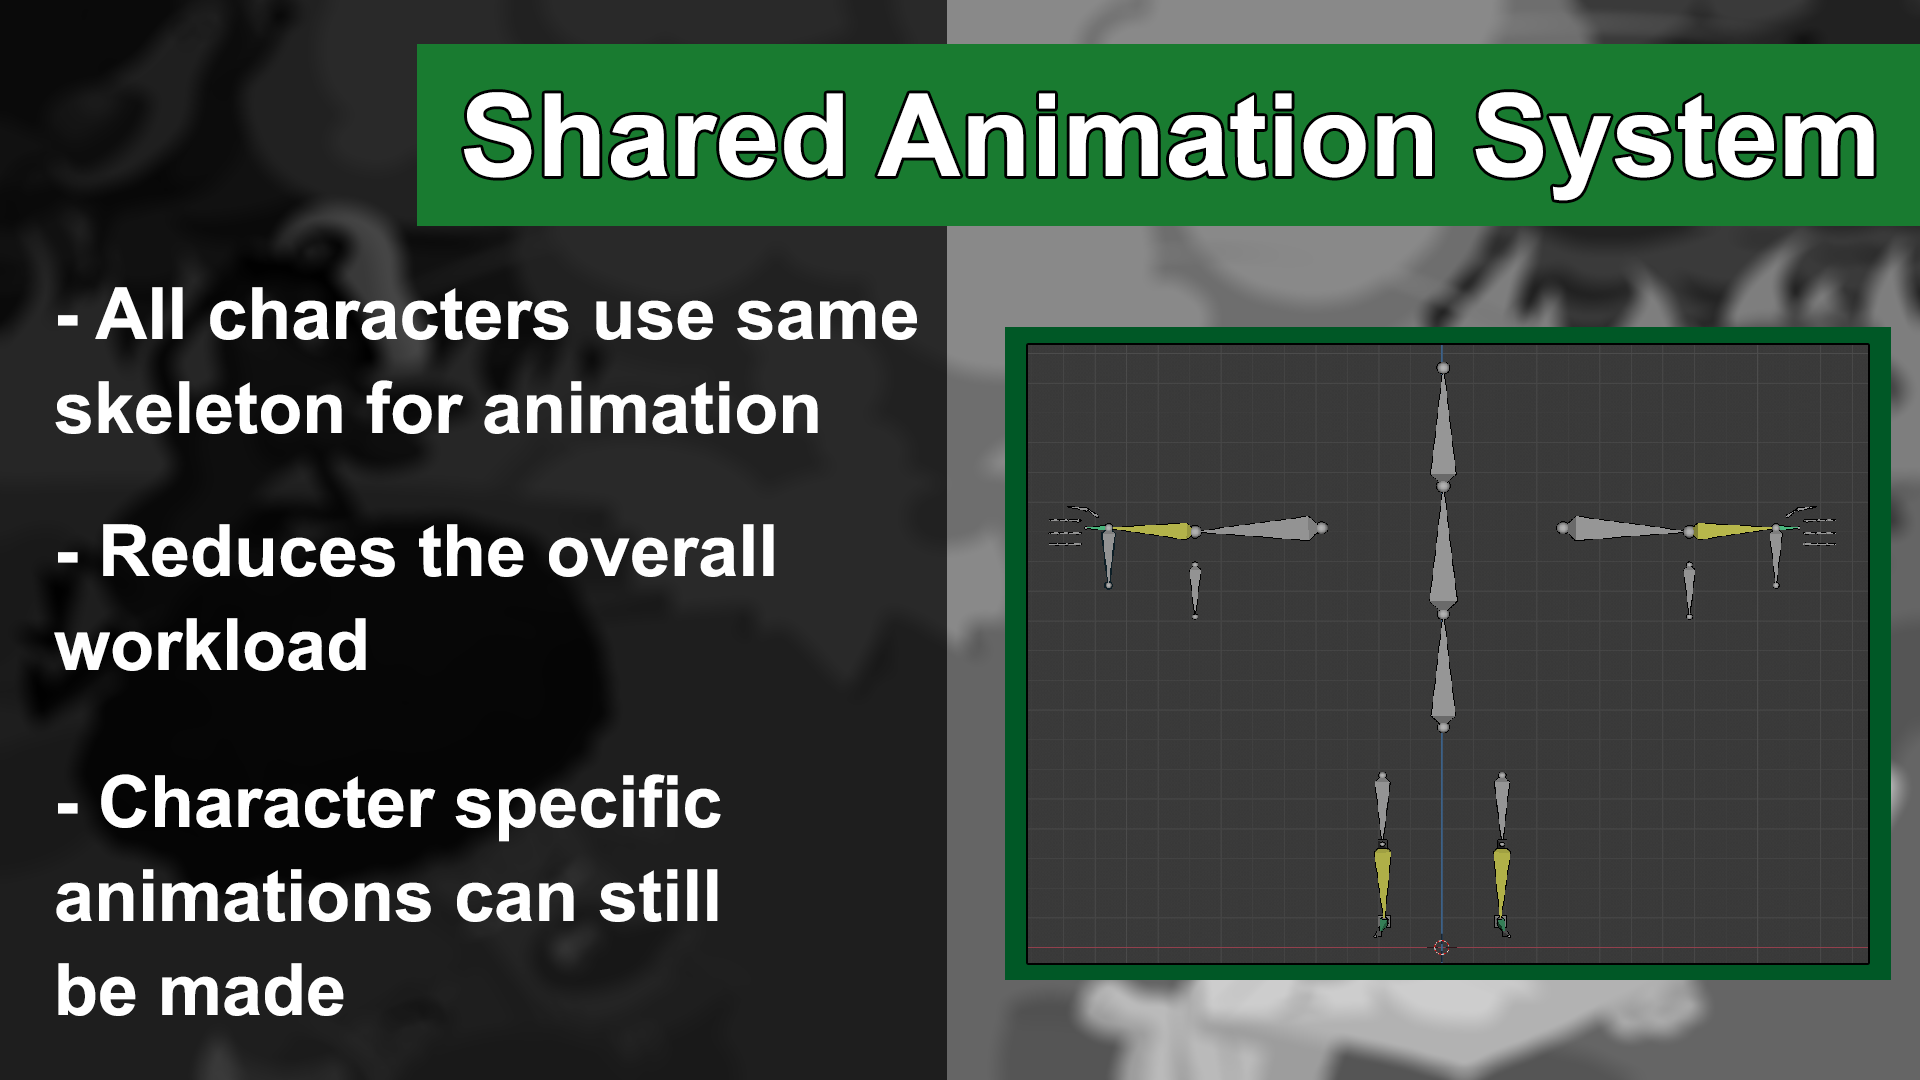 Shared Animation System
- All characters use same
skeleton for animation
- Reduces the overall
workload
- Character specific
animations can still
be made